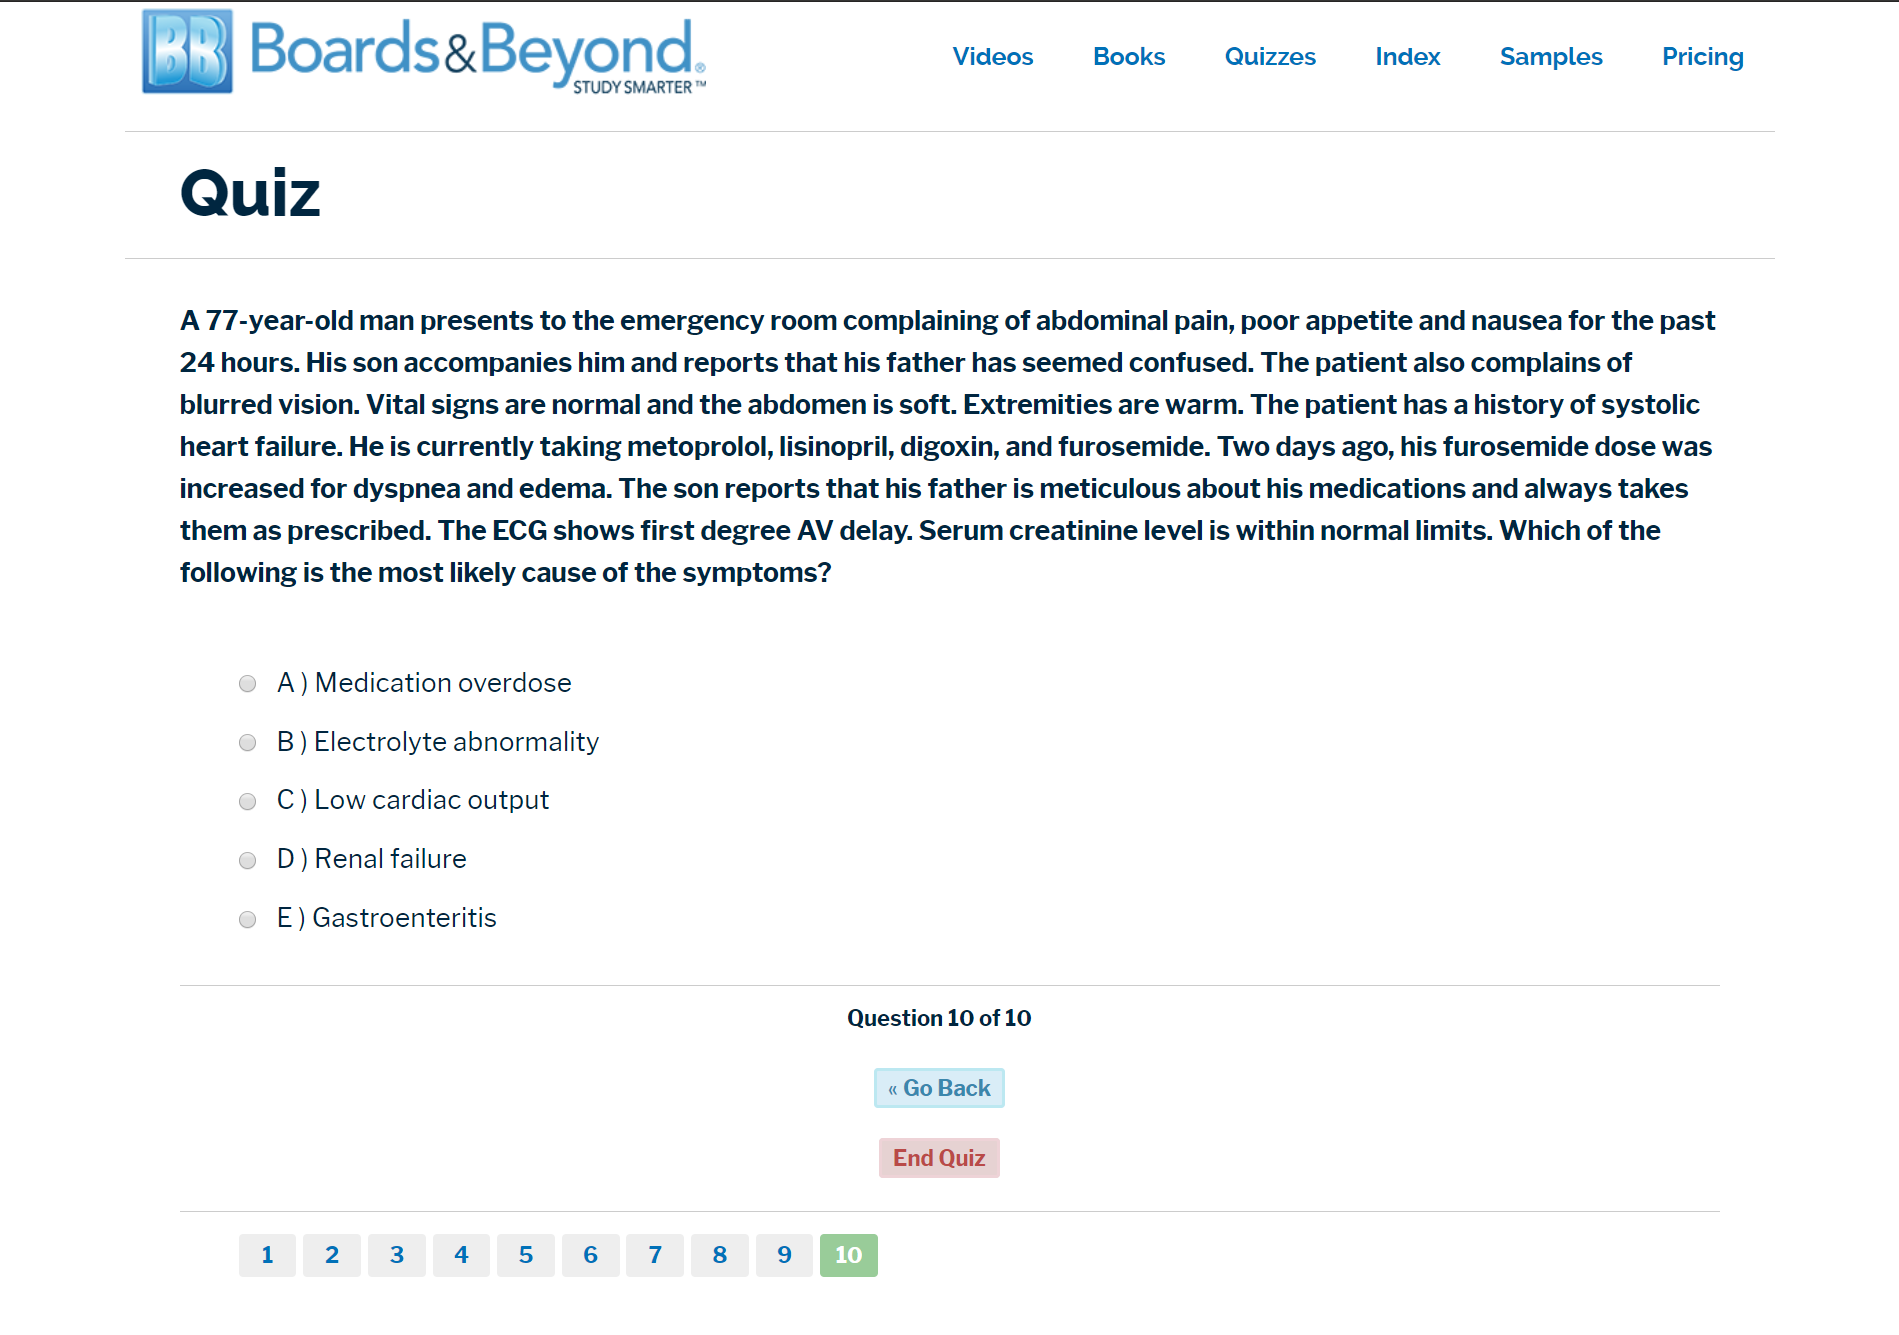 BB Boards&Beyond®
STUDY SMARTER™
Videos Books Quizzes Index Samples Pricing
Quiz
A 77-year-old man presents to the emergency room complaining of abdominal pain, poor appetite and nausea for the past
24 hours. His son accompanies him and reports that his father has seemed confused. The patient also complains of
blurred vision. Vital signs are normal and the abdomen is soft. Extremities are warm. The patient has a history of systolic
heart failure. He is currently taking metoprolol, lisinopril, digoxin, and furosemide. Two days ago, his furosemide dose was
increased for dyspnea and edema. The son reports that his father is meticulous about his medications and always takes
them as prescribed. The ECG shows first degree AV delay. Serum creatinine level is within normal limits. Which of the
following is the most likely cause of the symptoms?
A ) Medication overdose
B ) Electrolyte abnormality
C ) Low cardiac output
D ) Renal failure
E ) Gastroenteritis
Question 10 of 10
« Go Back
End Quiz
1 2 3 4 5 6 7 8 9 10